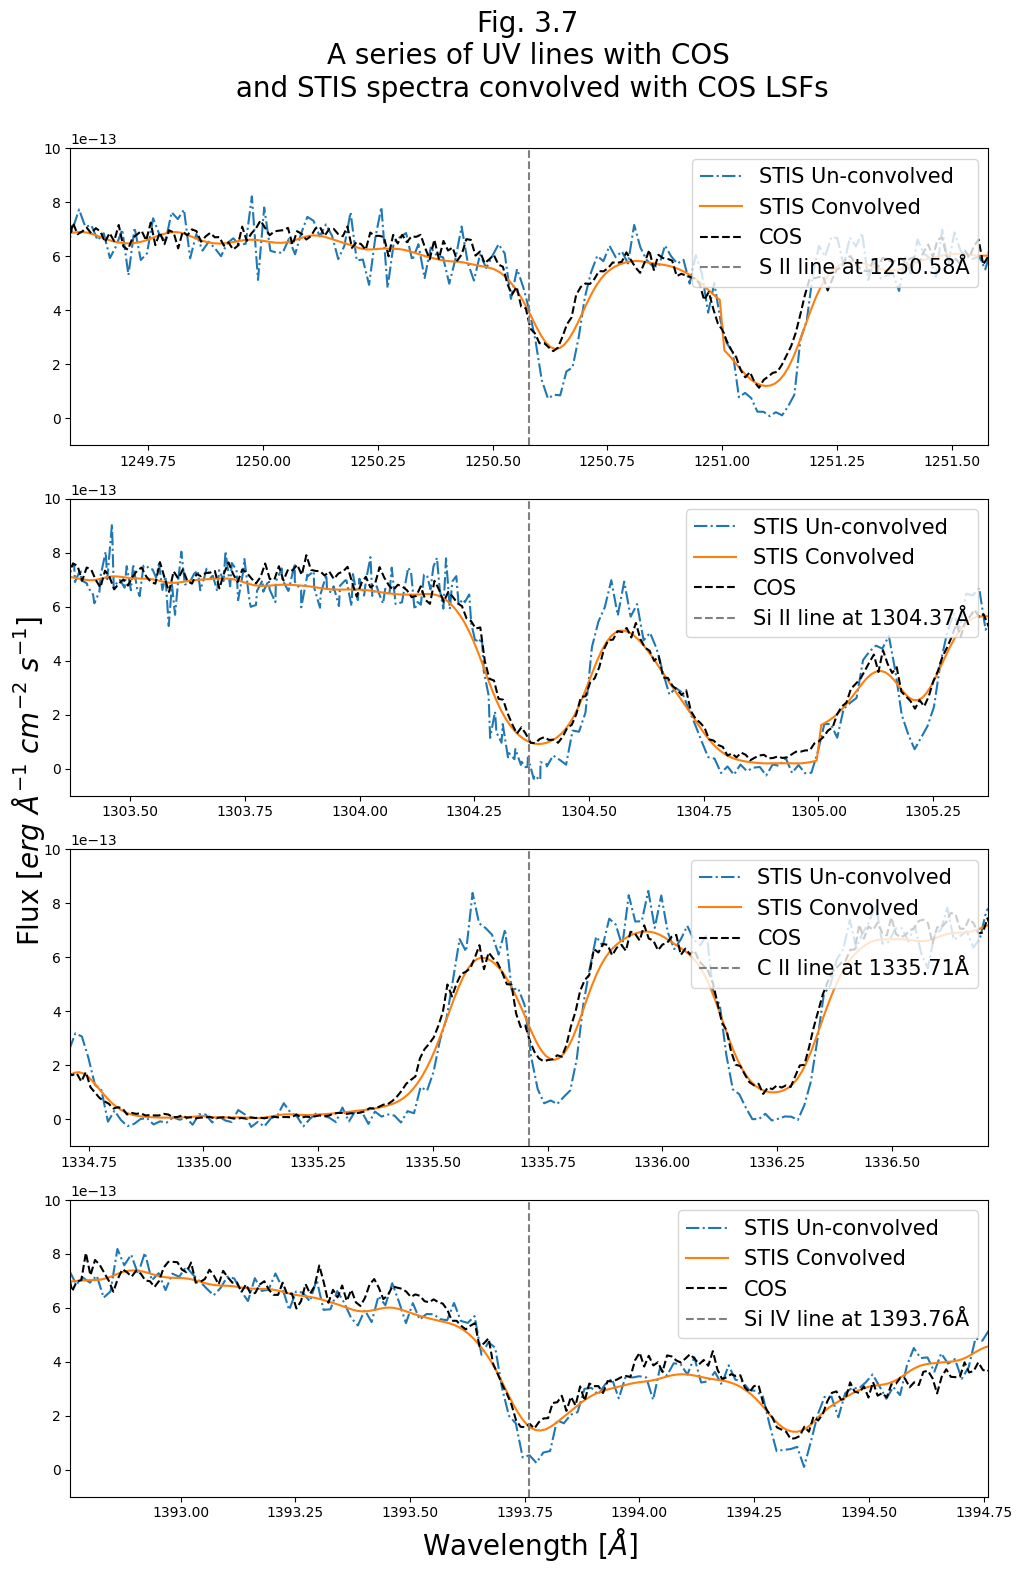 Fig. 3.7
A series of UV lines with COS
and STIS spectra convolved with COS LSFs
1e−13
10
8
6
4
2
0
STIS Un-convolved
STIS Convolved
COS
S II line at 1250.58Å
1249.75 1250.00 1250.25 1250.50 1250.75 1251.00 1251.25 1251.50
1e−13
10
8
6
4
2
0
STIS Un-convolved
STIS Convolved
COS
Si II line at 1304.37Å
1303.50 1303.75 1304.00 1304.25 1304.50 1304.75 1305.00 1305.25
Flux [erg Å⁻¹ cm⁻² s⁻¹]
1e−13
10
8
6
4
2
0
STIS Un-convolved
STIS Convolved
COS
C II line at 1335.71Å
1334.75 1335.00 1335.25 1335.50 1335.75 1336.00 1336.25 1336.50
1e−13
10
8
6
4
2
0
STIS Un-convolved
STIS Convolved
COS
Si IV line at 1393.76Å
1393.00 1393.25 1393.50 1393.75 1394.00 1394.25 1394.50 1394.75
Wavelength [Å]